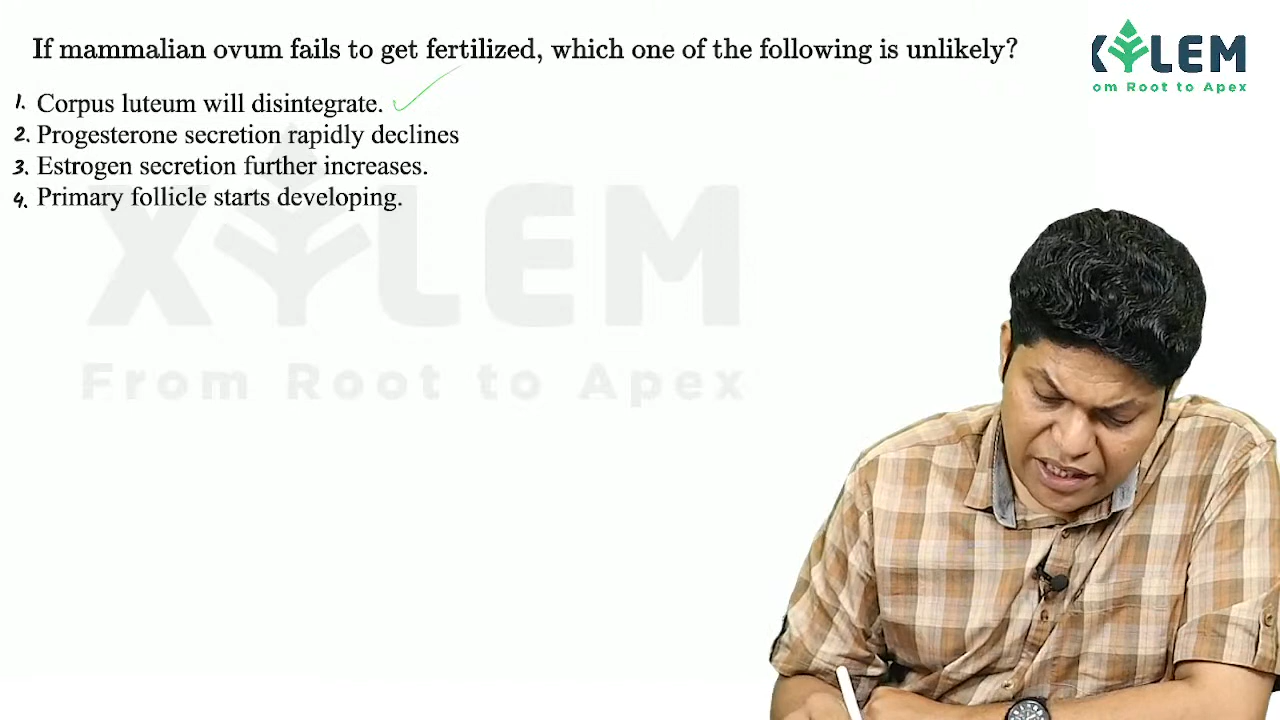 If mammalian ovum fails to get fertilized, which one of the following is unlikely?
XYLEM
om Root to Apex
1. Corpus luteum will disintegrate.
2. Progesterone secretion rapidly declines
3. Estrogen secretion further increases.
4. Primary follicle starts developing.
XYLEM
From Root to Apex